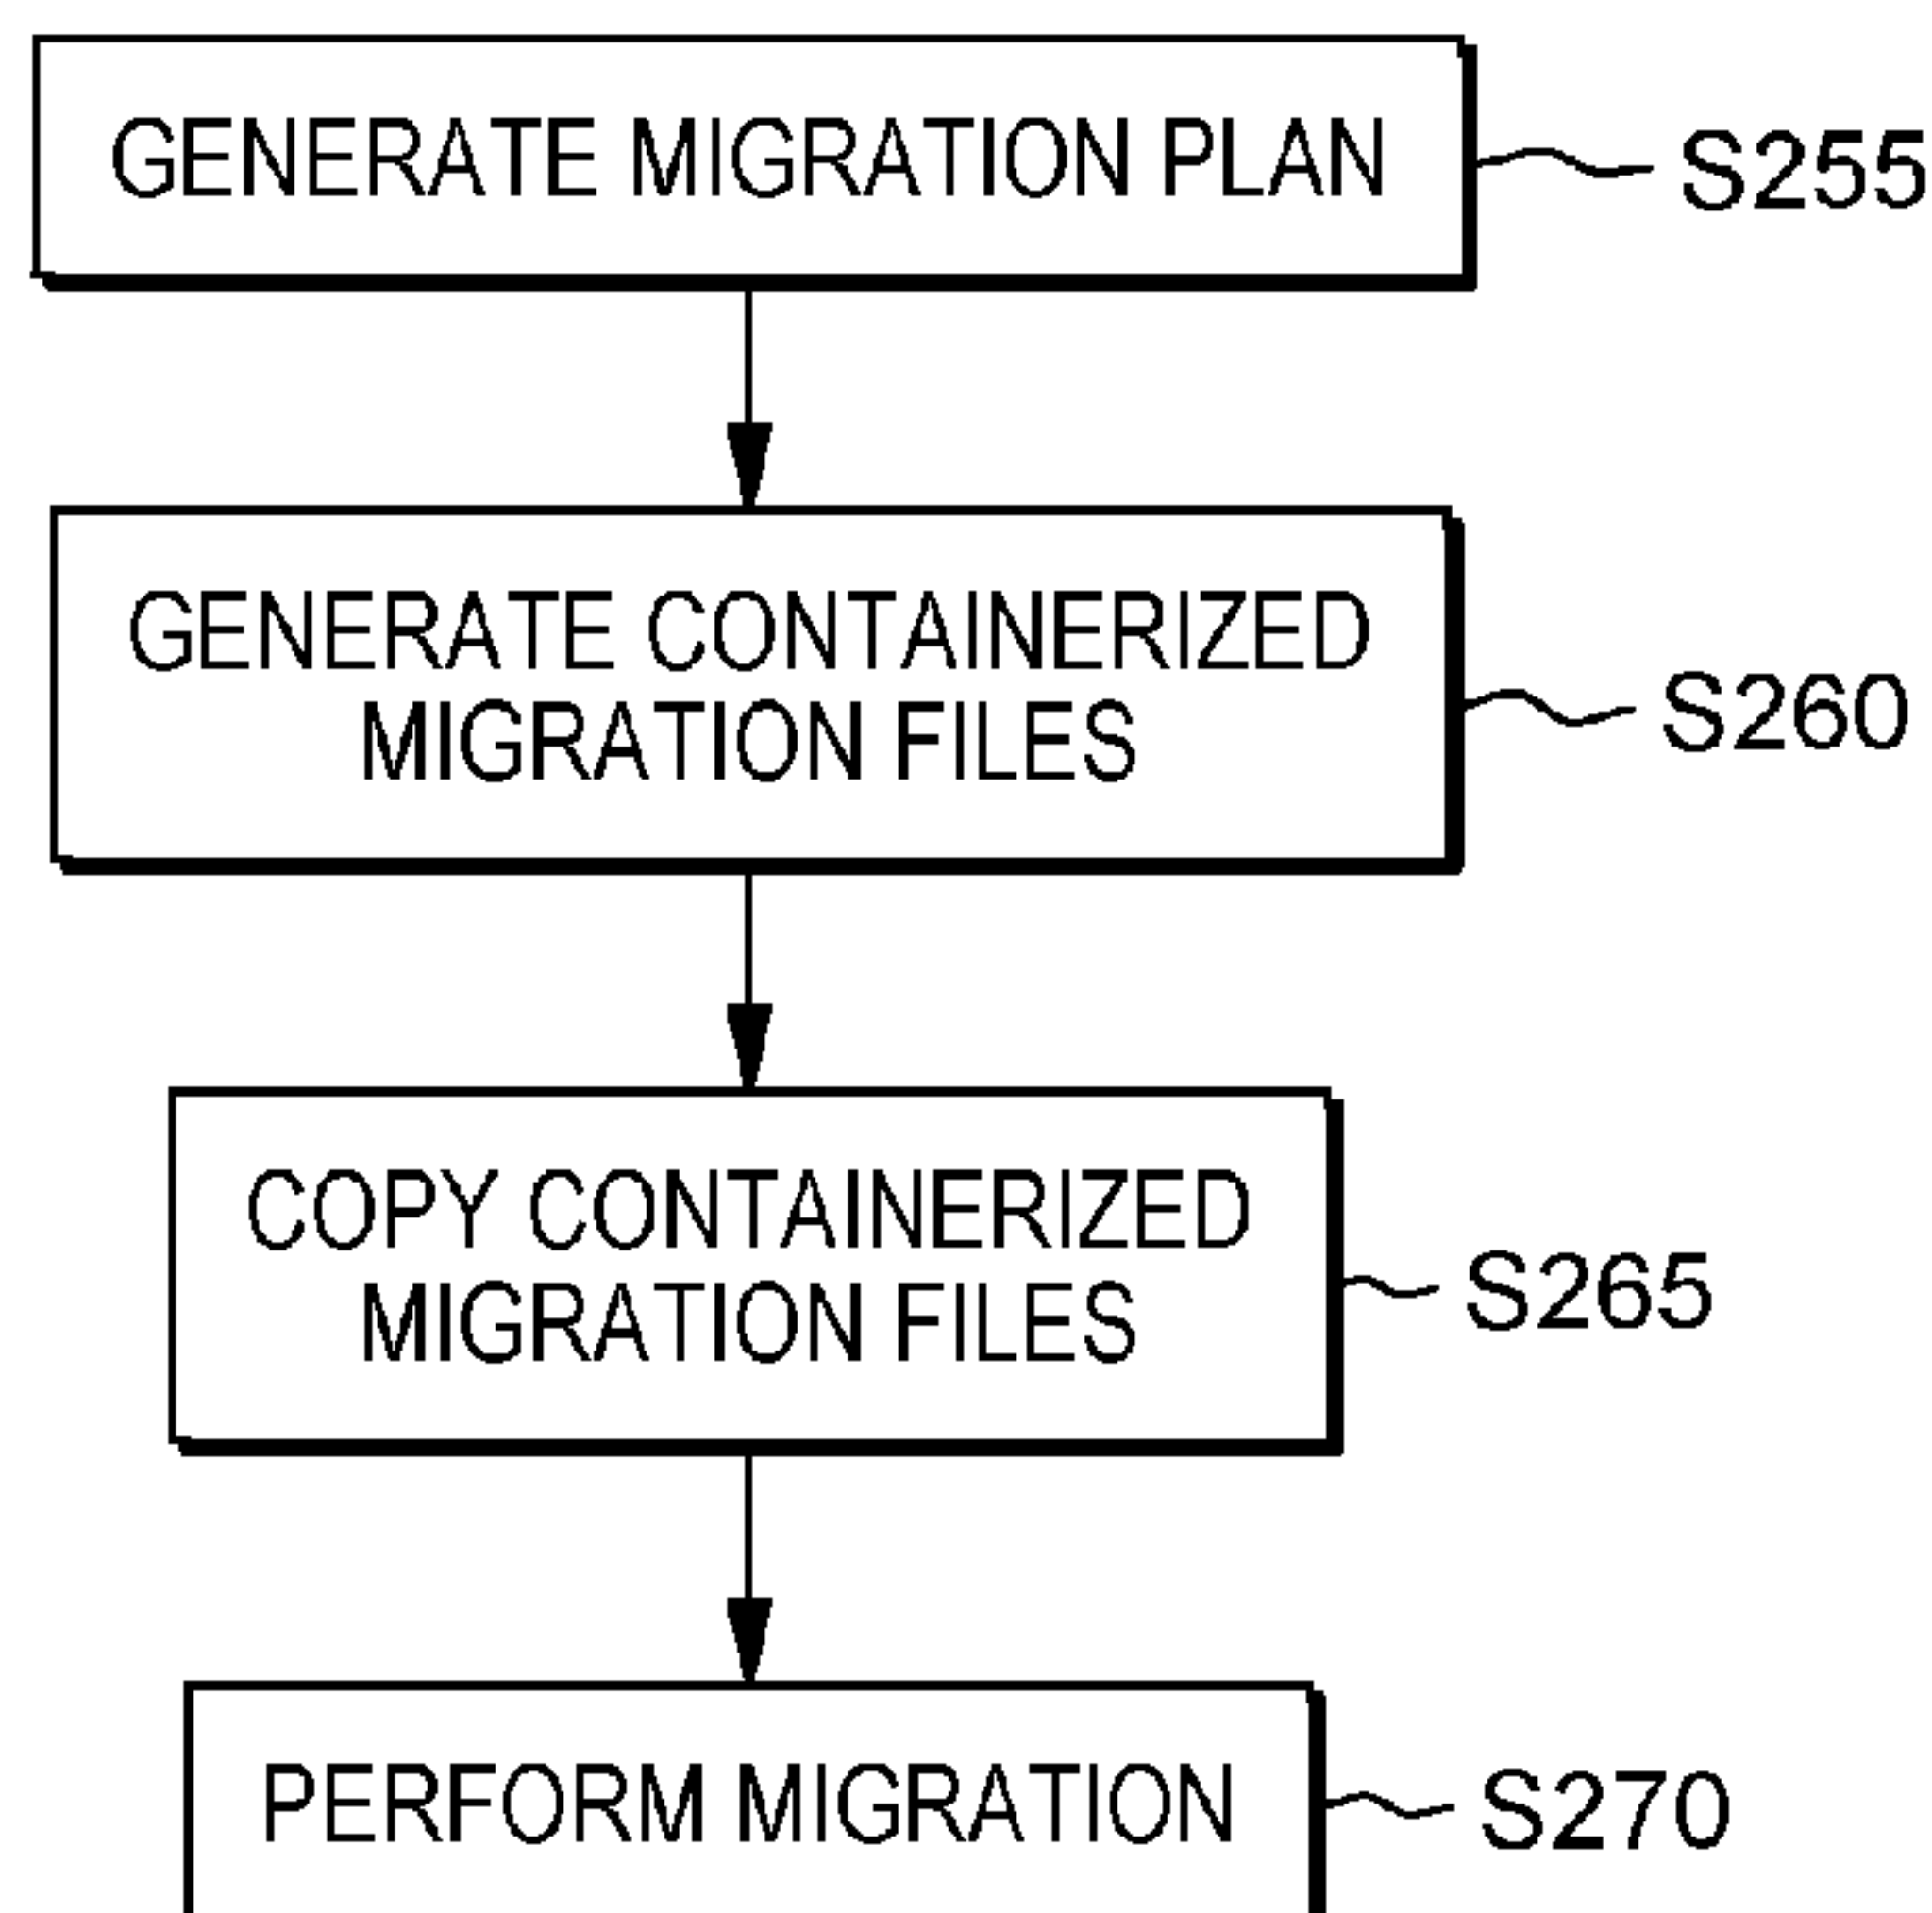 GENERATE MIGRATION PLAN
S255
GENERATE CONTAINERIZED
MIGRATION FILES
S260
COPY CONTAINERIZED
MIGRATION FILES
S265
PERFORM MIGRATION
S270